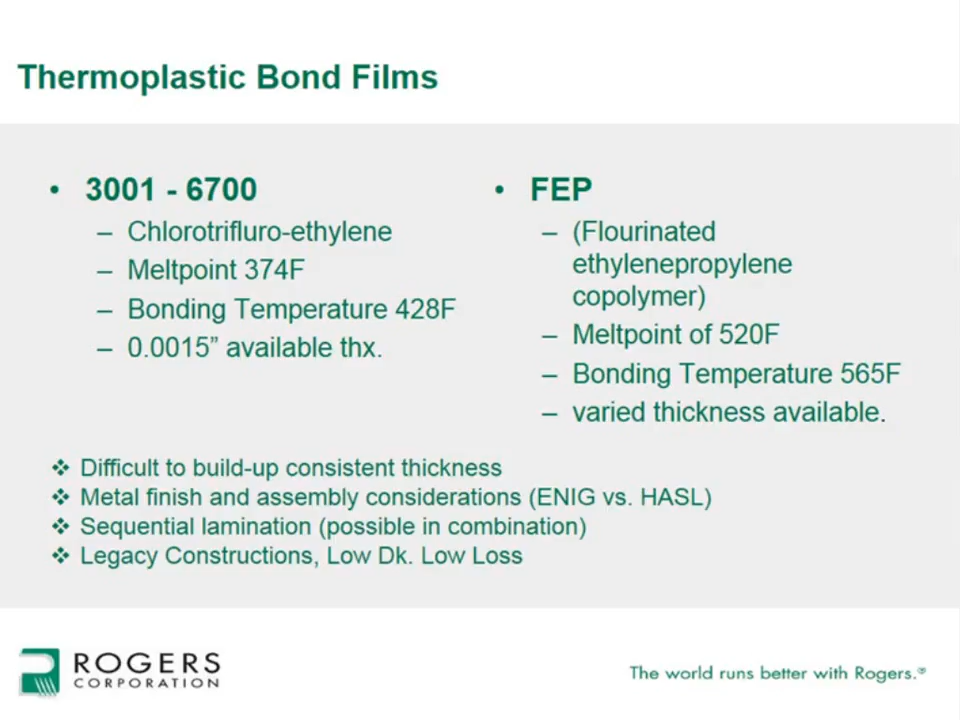 Thermoplastic Bond Films
• 3001 - 6700
– Chlorotrifluro-ethylene
– Meltpoint 374F
– Bonding Temperature 428F
– 0.0015” available thx.
• FEP
– (Flourinated
ethylenepropylene
copolymer)
– Meltpoint of 520F
– Bonding Temperature 565F
– varied thickness available.
❖ Difficult to build-up consistent thickness
❖ Metal finish and assembly considerations (ENIG vs. HASL)
❖ Sequential lamination (possible in combination)
❖ Legacy Constructions, Low Dk. Low Loss
ROGERS
CORPORATION
The world runs better with Rogers.®